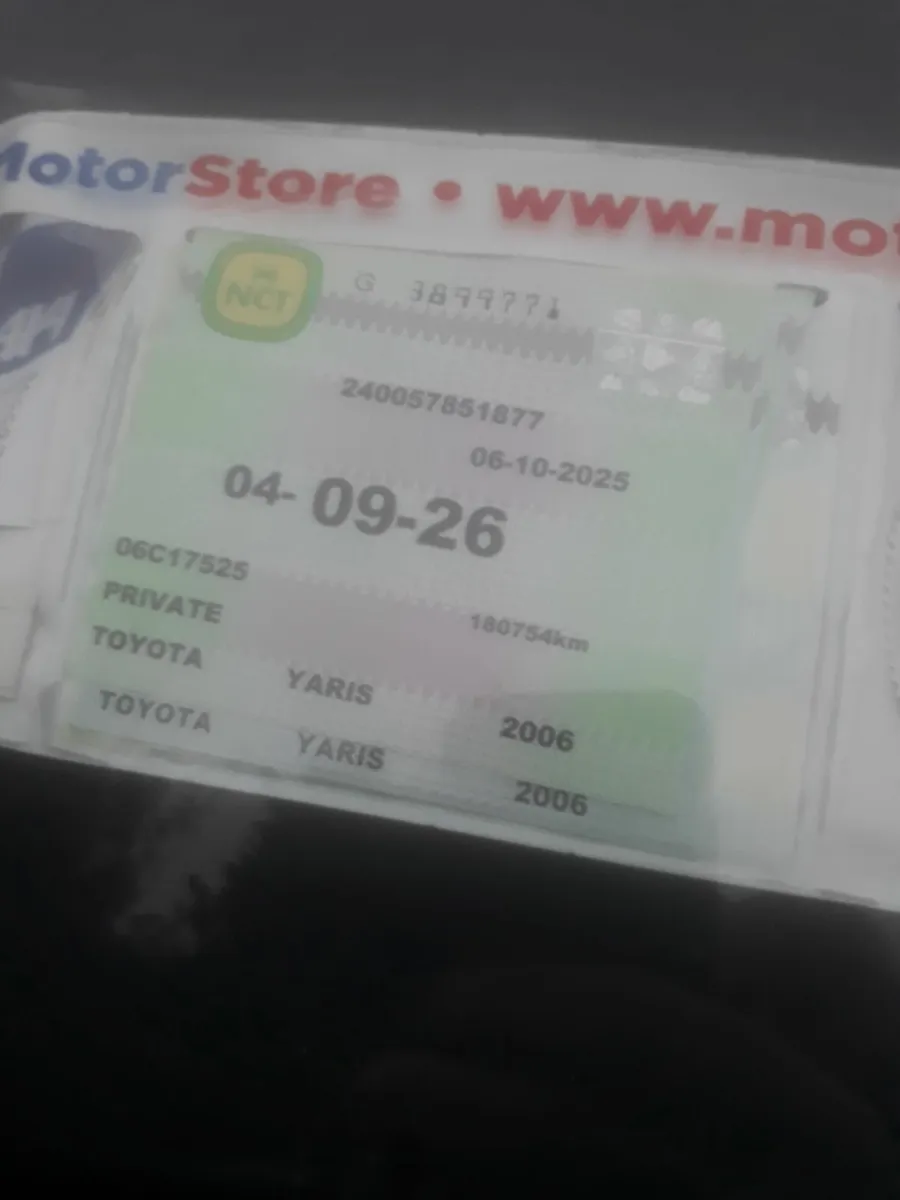 MotorStore • www.mot
NCT
G 3899771
240057851877
06-10-2025
04- 09-26
06C17525
PRIVATE 180754km
TOYOTA YARIS 2006
TOYOTA YARIS 2006